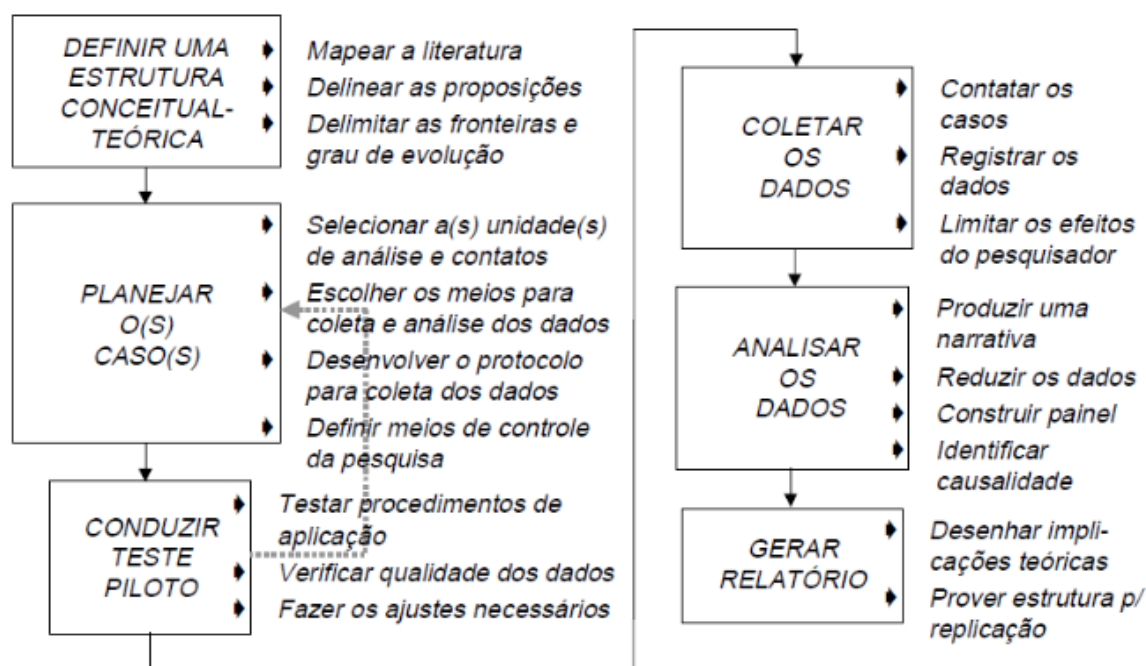 DEFINIR UMA
ESTRUTURA
CONCEITUAL-
TEÓRICA
Mapear a literatura
Delinear as proposições
Delimitar as fronteiras e
grau de evolução
PLANEJAR
O(S)
CASO(S)
Selecionar a(s) unidade(s)
de análise e contatos
Escolher os meios para
coleta e análise dos dados
Desenvolver o protocolo
para coleta dos dados
Definir meios de controle
da pesquisa
CONDUZIR
TESTE
PILOTO
Testar procedimentos de
aplicação
Verificar qualidade dos dados
Fazer os ajustes necessários
COLETAR
OS
DADOS
Contatar os
casos
Registrar os
dados
Limitar os efeitos
do pesquisador
ANALISAR
OS
DADOS
Produzir uma
narrativa
Reduzir os dados
Construir painel
Identificar
causalidade
GERAR
RELATÓRIO
Desenhar impli-
cações teóricas
Prover estrutura p/
replicação